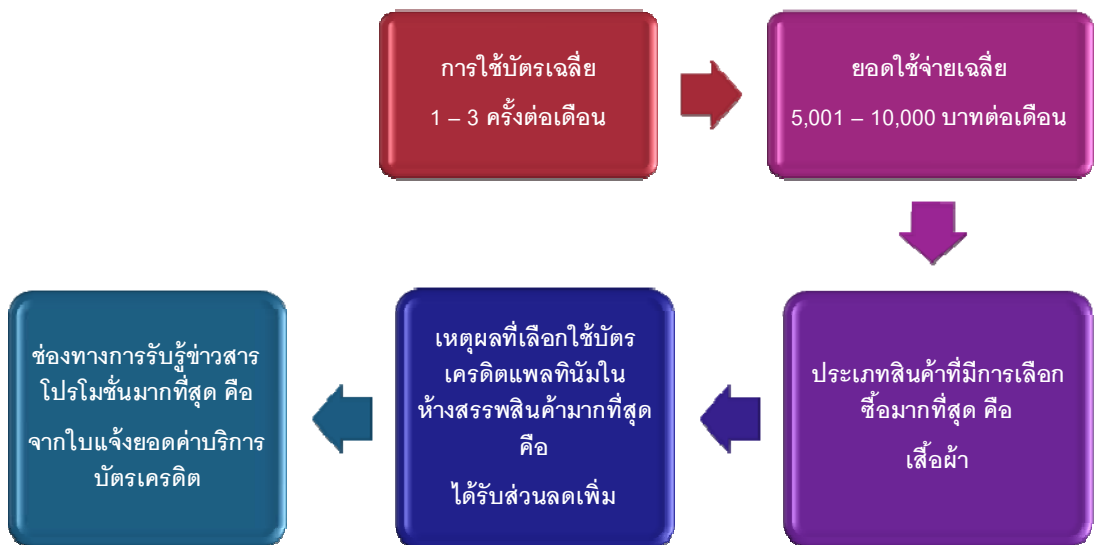 การใช้บัตรเฉลี่ย
1 – 3 ครั้งต่อเดือน
ยอดใช้จ่ายเฉลี่ย
5,001 – 10,000 บาทต่อเดือน
ประเภทสินค้าที่มีการเลือก
ซื้อมากที่สุด คือ
เสื้อผ้า
เหตุผลที่เลือกใช้บัตร
เครดิตแพลทินัมใน
ห้างสรรพสินค้ามากที่สุด
คือ
ได้รับส่วนลดเพิ่ม
ช่องทางการรับรู้ข่าวสาร
โปรโมชั่นมากที่สุด คือ
จากใบแจ้งยอดค่าบริการ
บัตรเครดิต